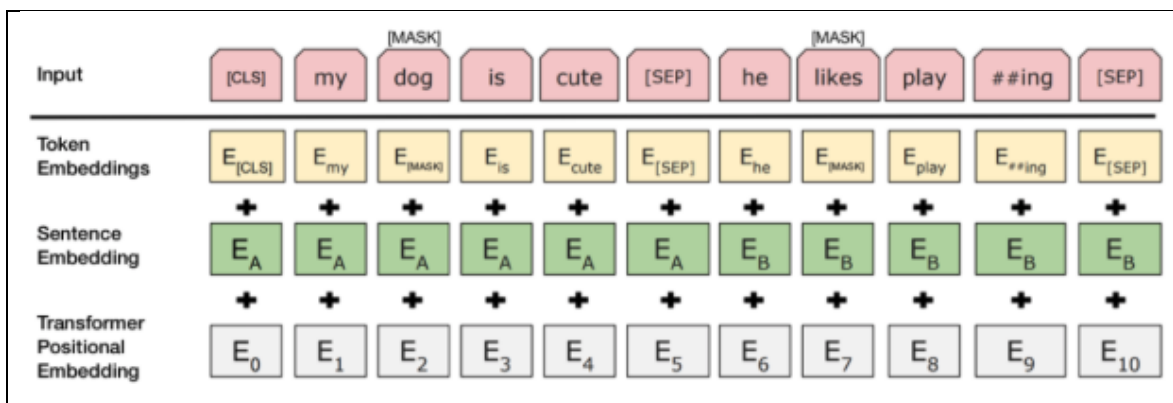 [MASK] [MASK]
Input [CLS] my dog is cute [SEP] he likes play ##ing [SEP]
Token
Embeddings E[CLS] Emy E[MASK] Eis Ecute E[SEP] Ehe E[MASK] Eplay E##ing E[SEP]
+ + + + + + + + + + +
Sentence
Embedding EA EA EA EA EA EA EB EB EB EB EB
+ + + + + + + + + + +
Transformer
Positional
Embedding E0 E1 E2 E3 E4 E5 E6 E7 E8 E9 E10